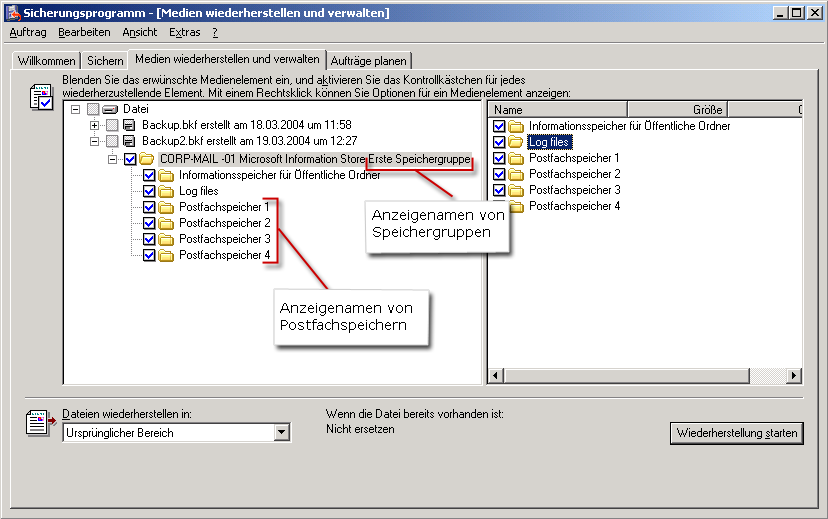 Sicherungsprogramm - [Medien wiederherstellen und verwalten]
Auftrag Bearbeiten Ansicht Extras ?
Willkommen Sichern Medien wiederherstellen und verwalten Aufträge planen
Blenden Sie das erwünschte Medienelement ein, und aktivieren Sie das Kontrollkästchen für jedes
wiederherzustellende Element. Mit einem Rechtsklick können Sie Optionen für ein Medienelement anzeigen:
Datei
Backup.bkf erstellt am 18.03.2004 um 11:58
Backup2.bkf erstellt am 19.03.2004 um 12:27
CORP-MAIL -01 Microsoft Information Store Erste Speichergruppe
Informationsspeicher für Öffentliche Ordner
Log files
Postfachspeicher 1
Postfachspeicher 2
Postfachspeicher 3
Postfachspeicher 4
Name Größe
Informationsspeicher für Öffentliche Ordner
Log files
Postfachspeicher 1
Postfachspeicher 2
Postfachspeicher 3
Postfachspeicher 4
Anzeigenamen von
Speichergruppen
Anzeigenamen von
Postfachspeichern
Dateien wiederherstellen in:
Ursprünglicher Bereich
Wenn die Datei bereits vorhanden ist:
Nicht ersetzen
Wiederherstellung starten